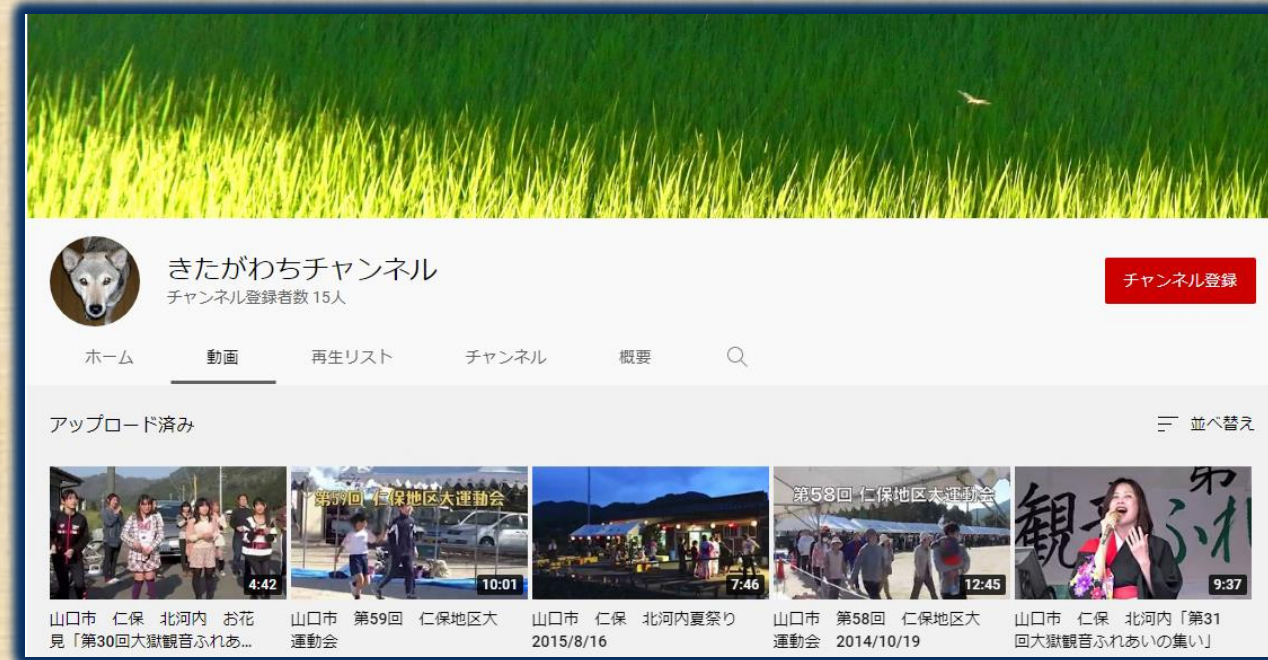 きたがわちチャンネル
チャンネル登録者数 15人
チャンネル登録
ホーム 動画 再生リスト チャンネル 概要
アップロード済み
並べ替え
第59回 仁保地区大運動会
第58回 仁保地区大運動会
第
観音ふれ
4:42
10:01
7:46
12:45
9:37
山口市 仁保 北河内 お花
見「第30回大獄観音ふれあ...
山口市 第59回 仁保地区大
運動会
山口市 仁保 北河内夏祭り
2015/8/16
山口市 第58回 仁保地区大
運動会 2014/10/19
山口市 仁保 北河内「第31
回大獄観音ふれあいの集い」